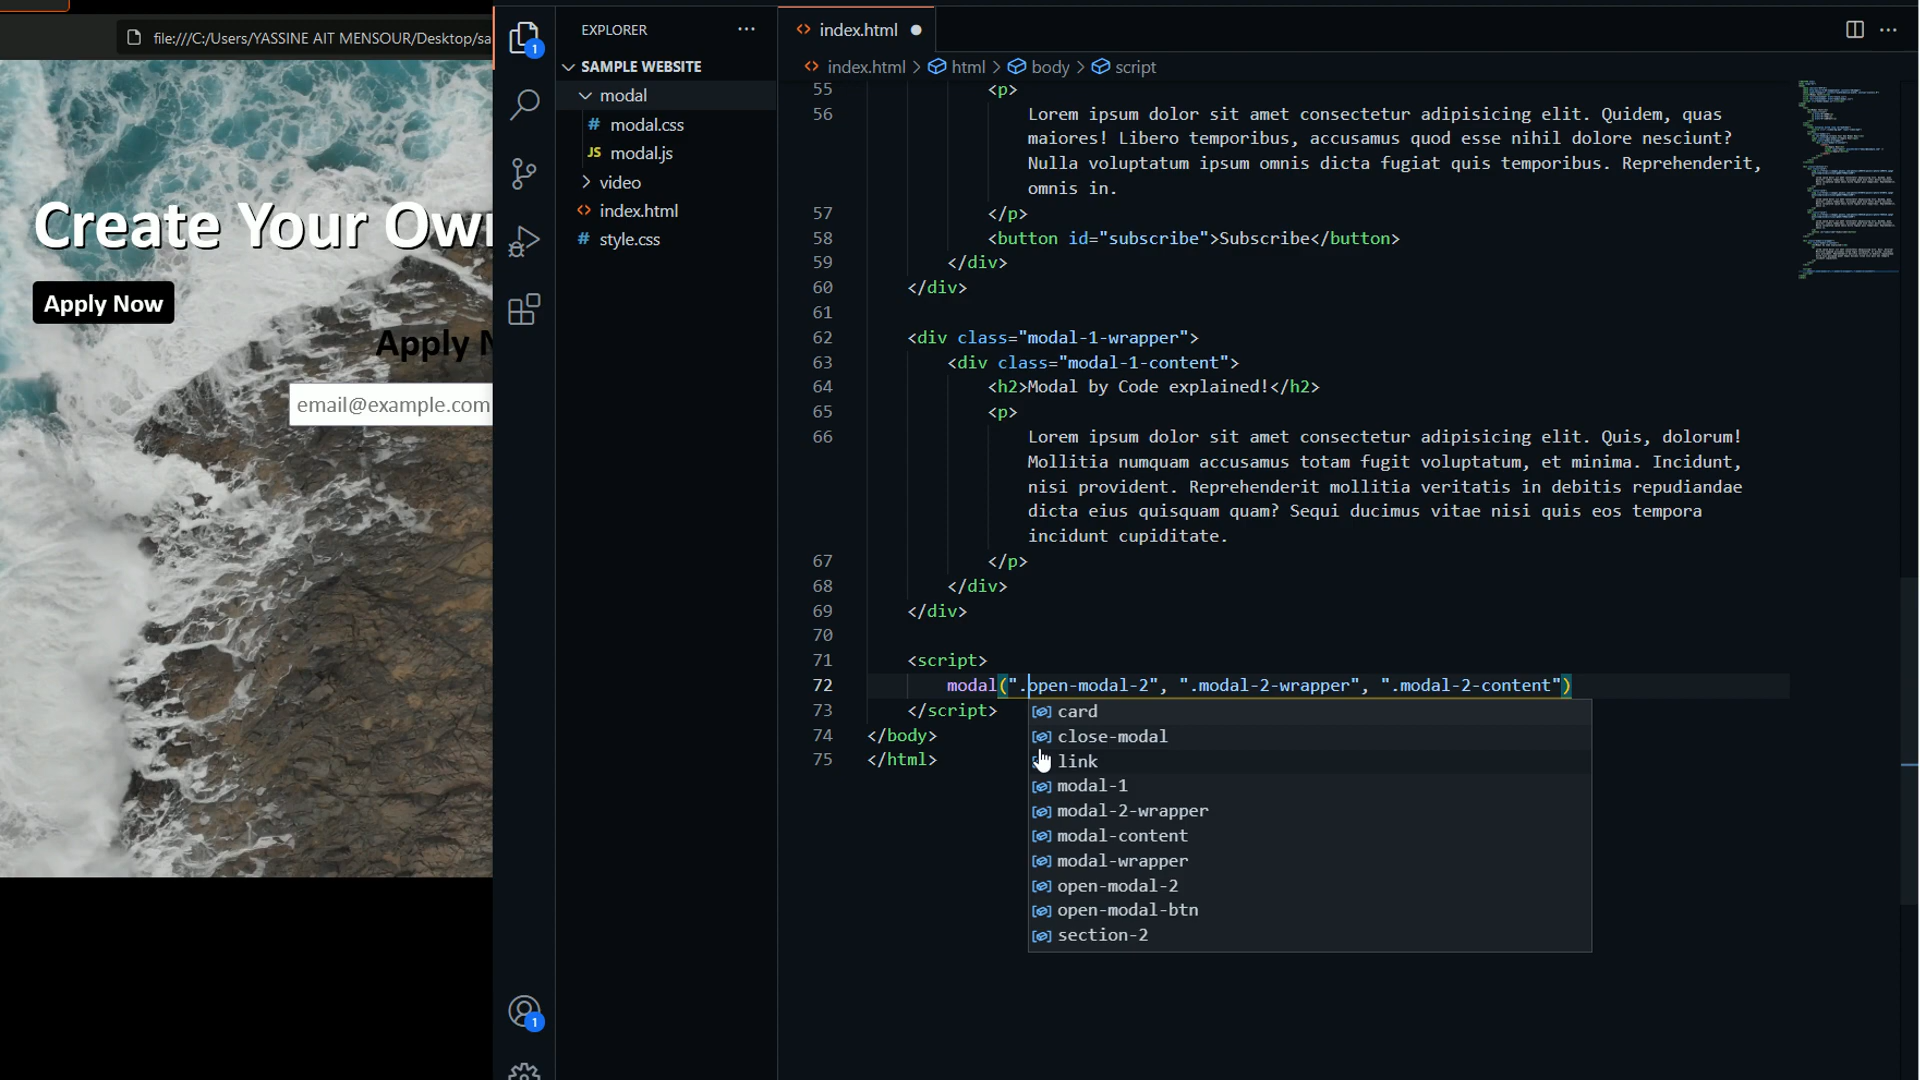 file:///C:/Users/YASSINE AIT MENSOUR/Desktop/sa
Create Your Own
Apply Now
Apply N
email@example.com
1
1
EXPLORER
SAMPLE WEBSITE
modal
# modal.css
JS modal.js
video
<> index.html
# style.css
<> index.html
<> index.html > html > body > script
55 <p>
56 Lorem ipsum dolor sit amet consectetur adipisicing elit. Quidem, quas
maiores! Libero temporibus, accusamus quod esse nihil dolore nesciunt?
Nulla voluptatum ipsum omnis dicta fugiat quis temporibus. Reprehenderit,
omnis in.
57 </p>
58 <button id="subscribe">Subscribe</button>
59 </div>
60 </div>
61
62 <div class="modal-1-wrapper">
63 <div class="modal-1-content">
64 <h2>Modal by Code explained!</h2>
65 <p>
66 Lorem ipsum dolor sit amet consectetur adipisicing elit. Quis, dolorum!
Mollitia numquam accusamus totam fugit voluptatum, et minima. Incidunt,
nisi provident. Reprehenderit mollitia veritatis in debitis repudiandae
dicta eius quisquam quam? Sequi ducimus vitae nisi quis eos tempora
incidunt cupiditate.
67 </p>
68 </div>
69 </div>
70
71 <script>
72 modal(".open-modal-2", ".modal-2-wrapper", ".modal-2-content")
73 </script>
74 </body>
75 </html>
card
close-modal
link
modal-1
modal-2-wrapper
modal-content
modal-wrapper
open-modal-2
open-modal-btn
section-2